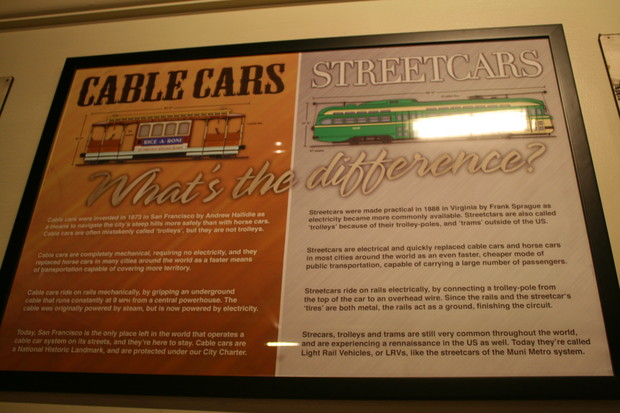 CABLE CARS
STREETCARS
RICE-A-RONI
What's the difference?
Cable cars were invented in 1873 in San Francisco by Andrew Hallidie as
a means to navigate the city's steep hills more safely than with horse cars.
Cable cars are often mistakenly called 'trolleys', but they are not trolleys.
Cable cars are completely mechanical, requiring no electricity, and they
replaced horse cars in many cities around the world as a faster means
of transportation capable of covering more territory.
Cable cars ride on rails mechanically, by gripping an underground
cable that runs constantly at 9 MPH from a central powerhouse. The
cable was originally powered by steam, but is now powered by electricity.
Today, San Francisco is the only place left in the world that operates a
cable car system on its streets, and they're here to stay. Cable cars are
a National Historic Landmark, and are protected under our City Charter.
Streetcars were made practical in 1888 in Virginia by Frank Sprague as
electricity became more commonly available. Streetcars are also called
'trolleys' because of their trolley-poles, and 'trams' outside of the US.
Streetcars are electrical and quickly replaced cable cars and horse cars
in most cities around the world as an even faster, cheaper mode of
public transportation, capable of carrying a large number of passengers.
Streetcars ride on rails electrically, by connecting a trolley-pole from
the top of the car to an overhead wire. Since the rails and the streetcar's
'tires' are both metal, the rails act as a ground, finishing the circuit.
Strecars, trolleys and trams are still very common throughout the world,
and are experiencing a rennaissance in the US as well. Today they're called
Light Rail Vehicles, or LRVs, like the streetcars of the Muni Metro system.